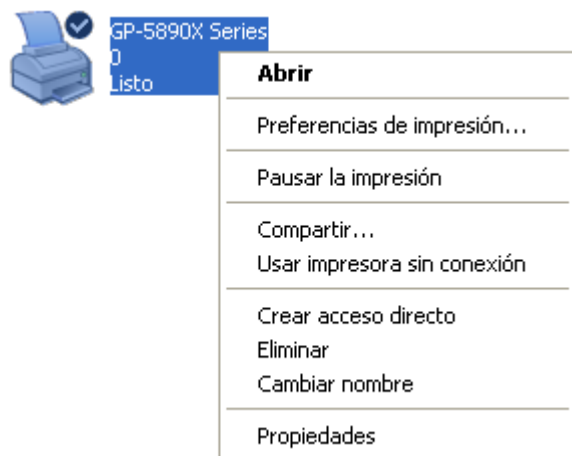 GP-5890X Series
0
Listo
Abrir
Preferencias de impresión...
Pausar la impresión
Compartir...
Usar impresora sin conexión
Crear acceso directo
Eliminar
Cambiar nombre
Propiedades